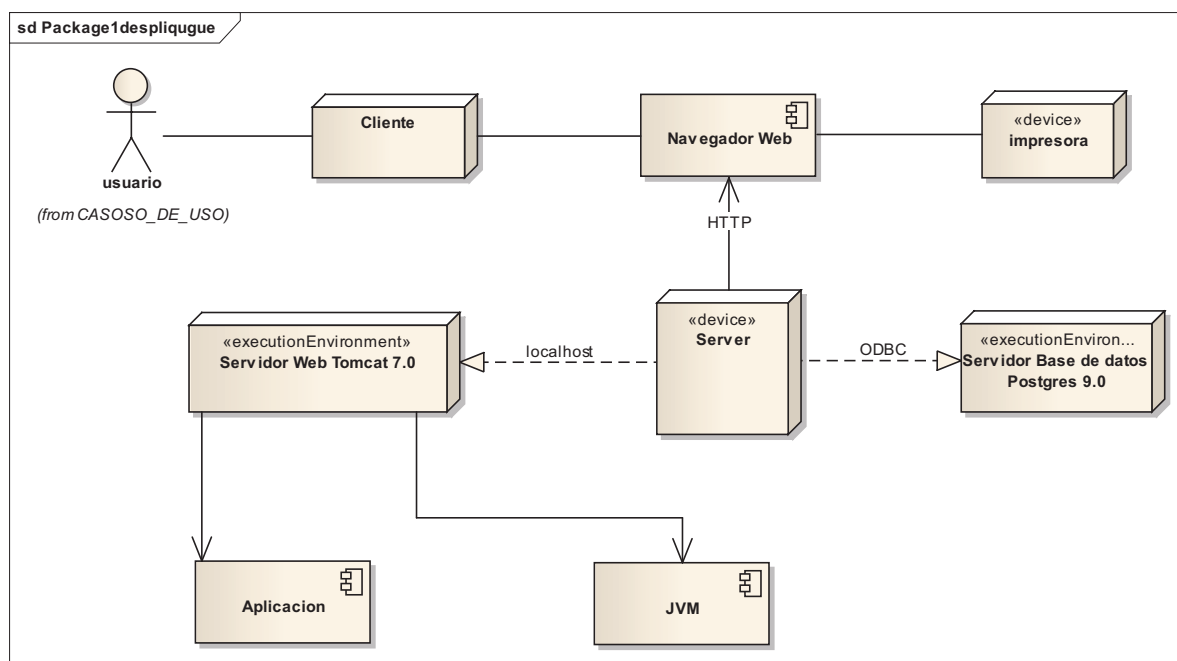 sd Package1despliqugue
Cliente
Navegador Web
«device»
impresora
usuario
(from CASOSO_DE_USO)
HTTP
«device»
Server
«executionEnvironment»
Servidor Web Tomcat 7.0
localhost
ODBC
«executionEnviron...
Servidor Base de datos
Postgres 9.0
Aplicacion
JVM